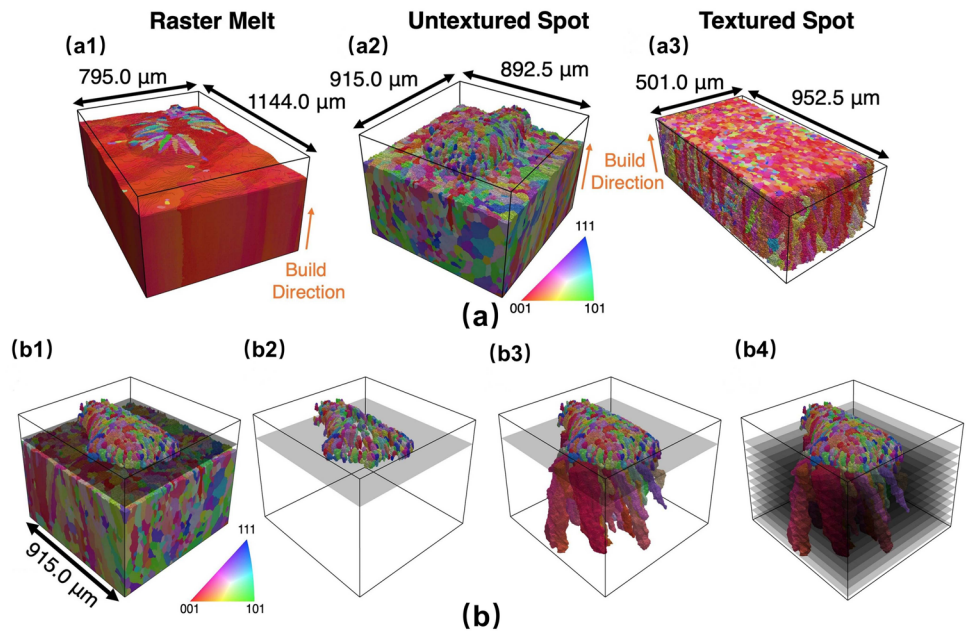 Raster Melt
Untextured Spot
Textured Spot
(a1)
(a2)
(a3)
795.0 µm
1144.0 µm
915.0 µm
892.5 µm
501.0 µm
952.5 µm
Build
Direction
Build
Direction
111
001
101
(a)
(b1)
(b2)
(b3)
(b4)
915.0 µm
111
001
101
(b)